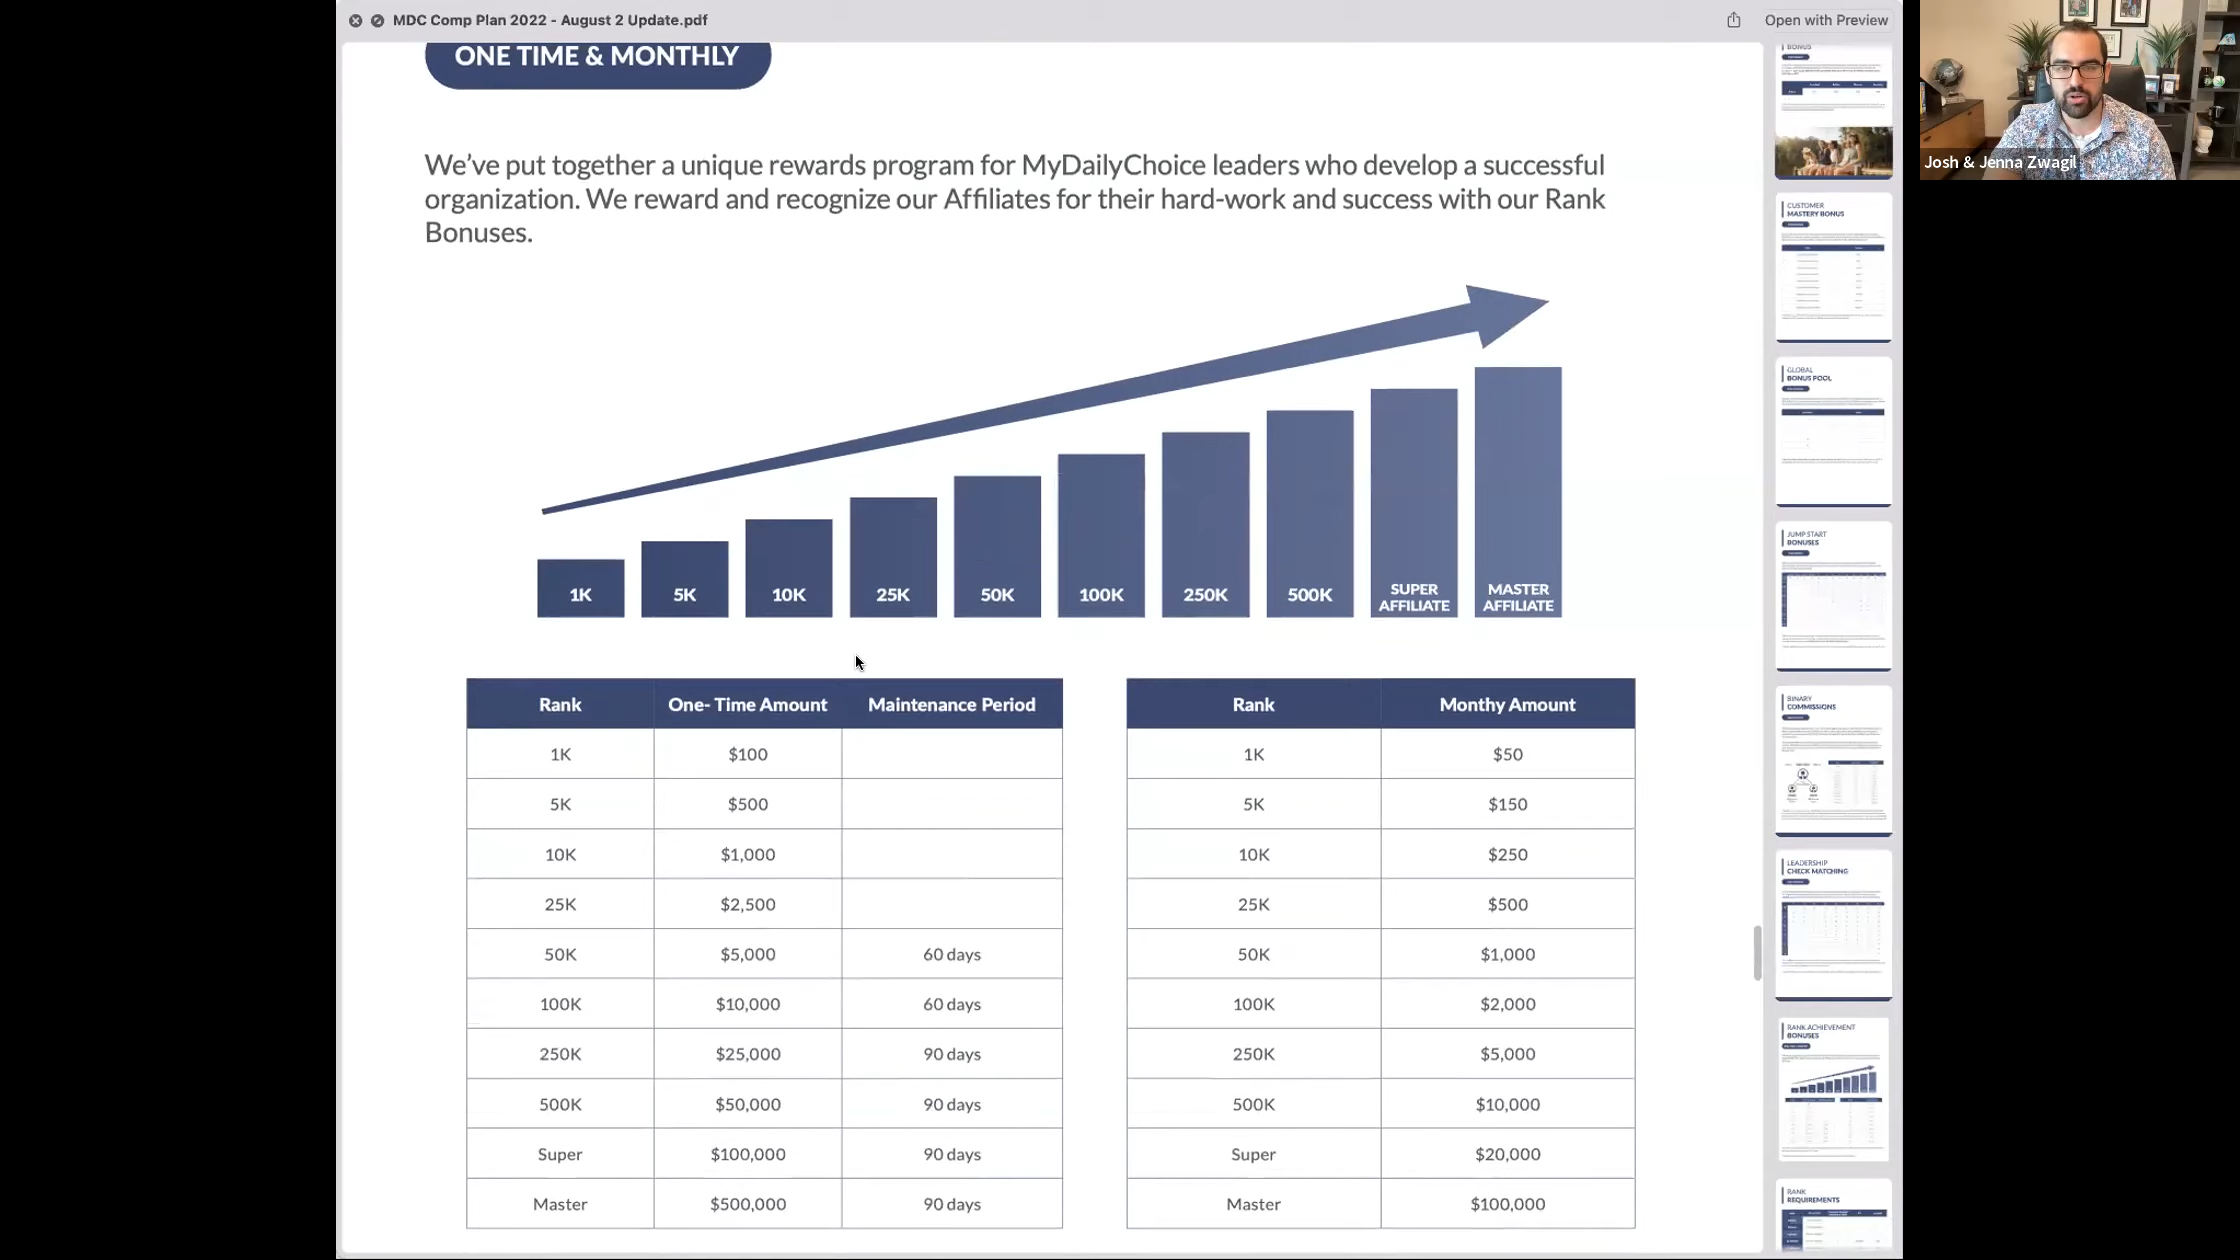 MDC Comp Plan 2022 - August 2 Update.pdf
Open with Preview
ONE TIME & MONTHLY
We've put together a unique rewards program for MyDailyChoice leaders who develop a successful
organization. We reward and recognize our Affiliates for their hard-work and success with our Rank
Bonuses.
1K
5K
10K
25K
50K
100K
250K
500K
SUPER
AFFILIATE
MASTER
AFFILIATE
Rank One- Time Amount Maintenance Period
1K $100
5K $500
10K $1,000
25K $2,500
50K $5,000 60 days
100K $10,000 60 days
250K $25,000 90 days
500K $50,000 90 days
Super $100,000 90 days
Master $500,000 90 days
Rank Monthy Amount
1K $50
5K $150
10K $250
25K $500
50K $1,000
100K $2,000
250K $5,000
500K $10,000
Super $20,000
Master $100,000
BONUS
CUSTOMER
MASTERY BONUS
GLOBAL
BONUS POOL
JUMP START
BONUSES
BINARY
COMMISSIONS
LEADERSHIP
CHECK MATCHING
RANK ACHIEVEMENT
BONUSES
RANK
REQUIREMENTS
Josh & Jenna Zwagil